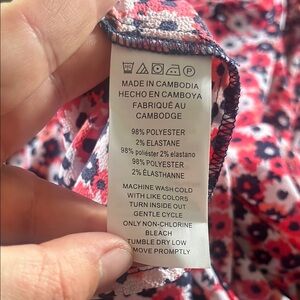 MADE IN CAMBODIA
HECHO EN CAMBOYA
FABRIQUÉ AU
CAMBODGE
98% POLYESTER
2% ELASTANE
98% poliéster 2% elastano
98% POLYESTER
2% ÉLASTHANNE
MACHINE WASH COLD
WITH LIKE COLORS
TURN INSIDE OUT
GENTLE CYCLE
ONLY NON-CHLORINE
BLEACH
TUMBLE DRY LOW
MOVE PROMPTLY